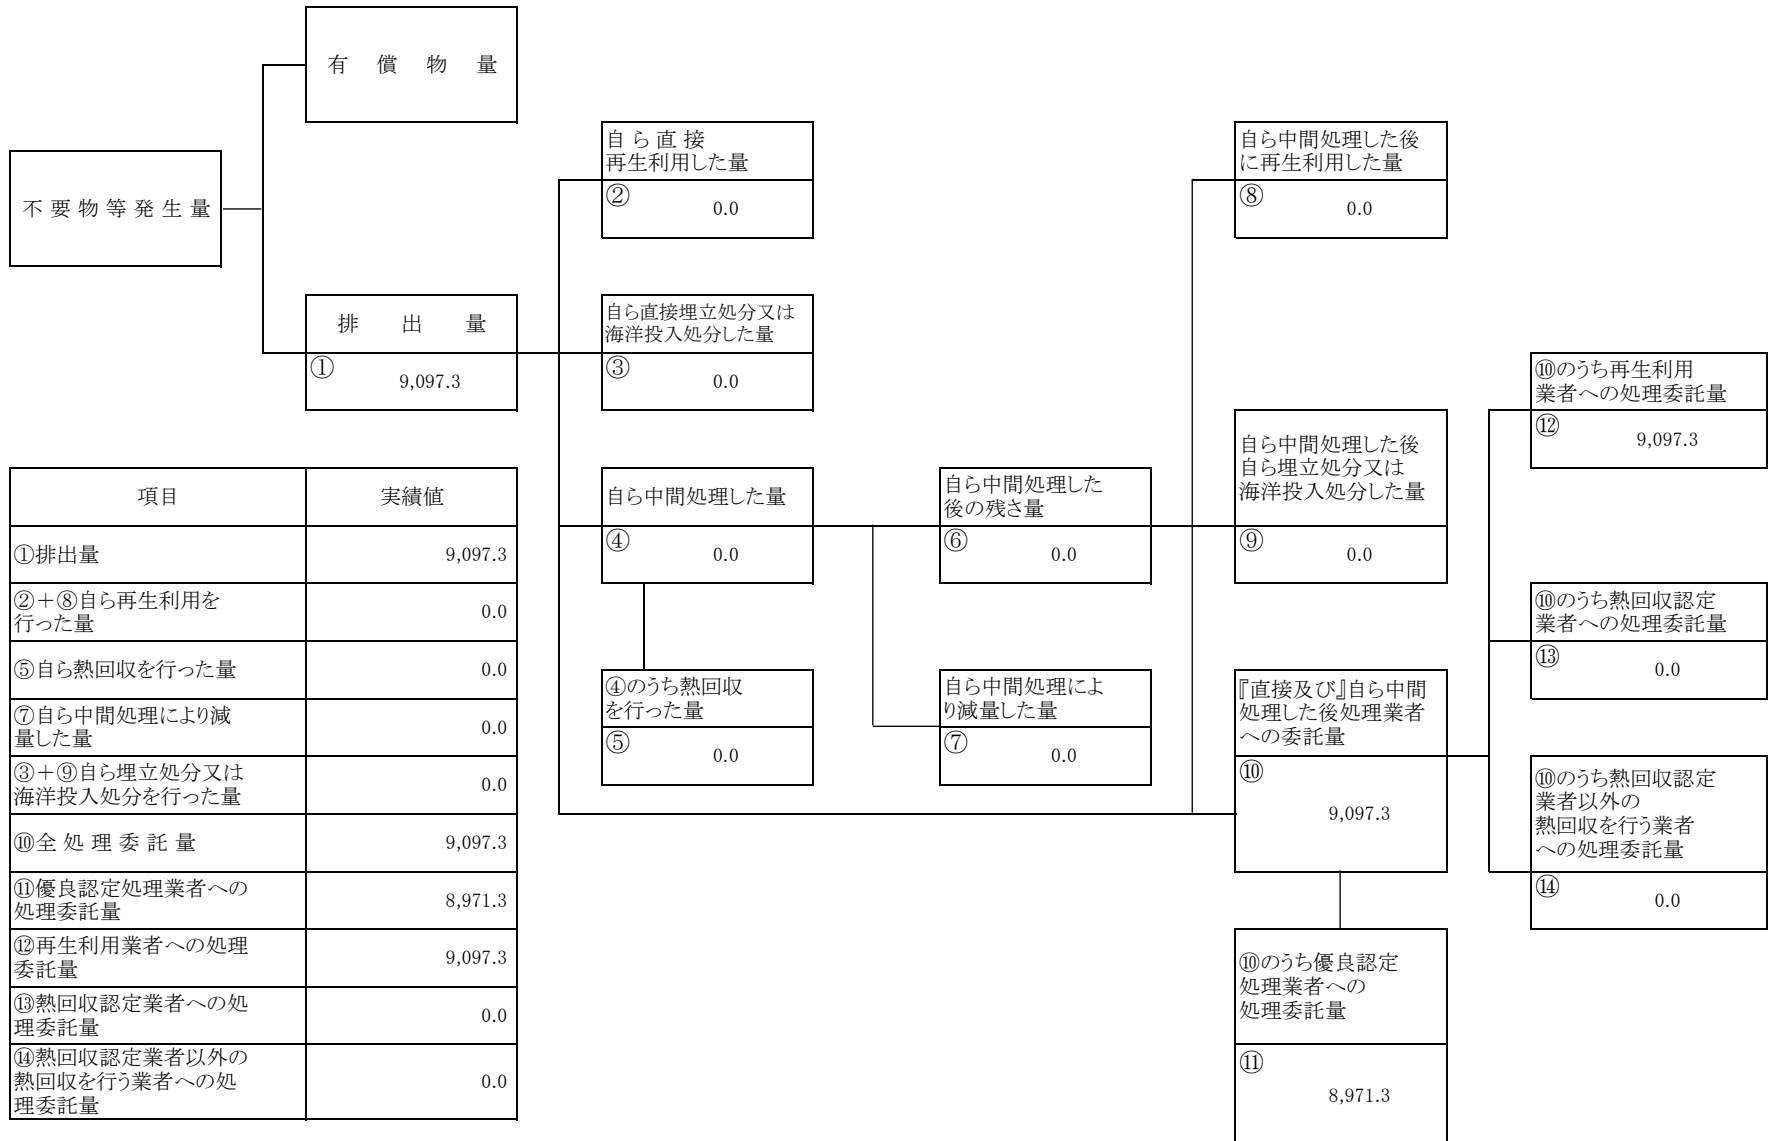 有償物量
不要物等発生量
排出量
①
9,097.3
自ら直接
再生利用した量
②
0.0
自ら直接埋立処分又は
海洋投入処分した量
③
0.0
自ら中間処理した量
④
0.0
④のうち熱回収
を行った量
⑤
0.0
自ら中間処理した
後の残さ量
⑥
0.0
自ら中間処理によ
り減量した量
⑦
0.0
自ら中間処理した後
に再生利用した量
⑧
0.0
自ら中間処理した後
自ら埋立処分又は
海洋投入処分した量
⑨
0.0
『直接及び』自ら中間
処理した後処理業者
への委託量
⑩
9,097.3
⑩のうち優良認定
処理業者への
処理委託量
⑪
8,971.3
⑩のうち再生利用
業者への処理委託量
⑫
9,097.3
⑩のうち熱回収認定
業者への処理委託量
⑬
0.0
⑩のうち熱回収認定
業者以外の
熱回収を行う業者
への処理委託量
⑭
0.0
項目 実績値
①排出量 9,097.3
②＋⑧自ら再生利用を
行った量 0.0
⑤自ら熱回収を行った量 0.0
⑦自ら中間処理により減
量した量 0.0
③＋⑨自ら埋立処分又は
海洋投入処分を行った量 0.0
⑩全処理委託量 9,097.3
⑪優良認定処理業者への
処理委託量 8,971.3
⑫再生利用業者への処理
委託量 9,097.3
⑬熱回収認定業者への処
理委託量 0.0
⑭熱回収認定業者以外の
熱回収を行う業者への処
理委託量 0.0